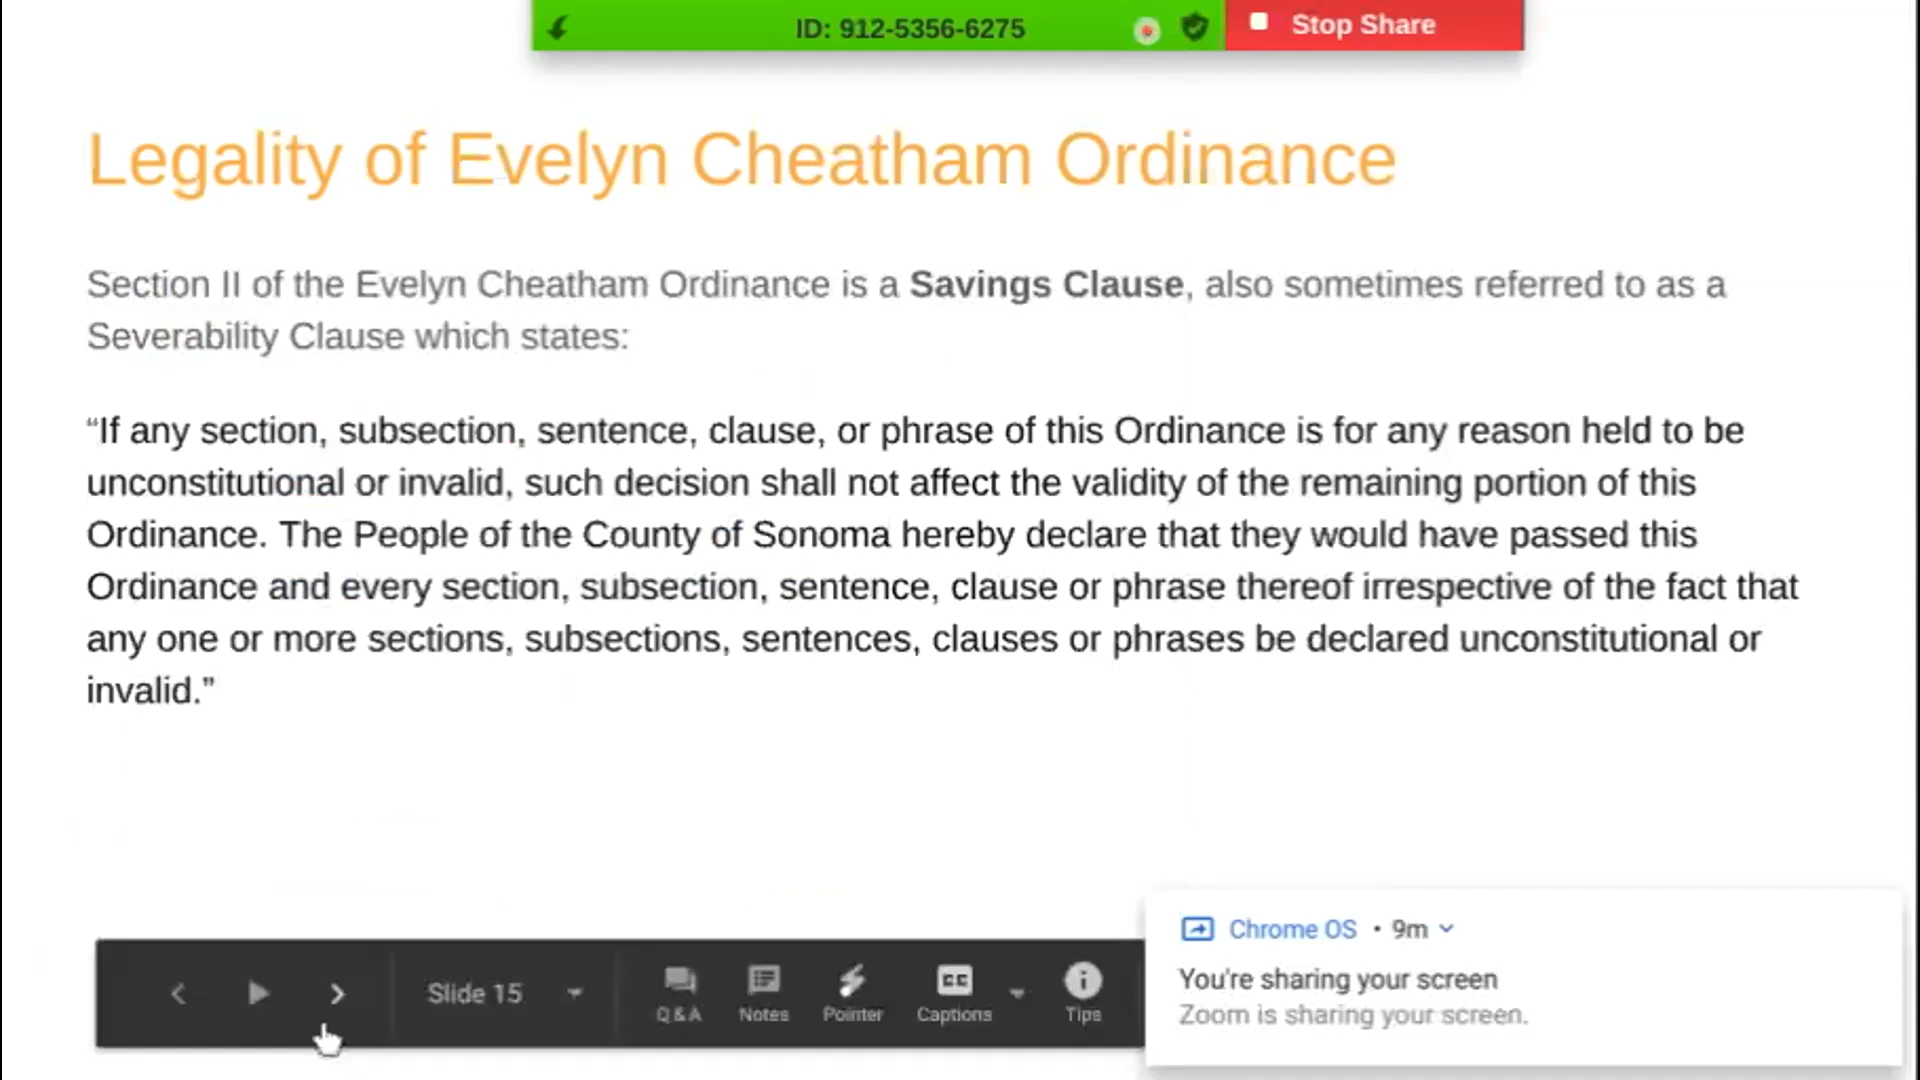 ID: 912-5356-6275
Stop Share
Legality of Evelyn Cheatham Ordinance
Section II of the Evelyn Cheatham Ordinance is a Savings Clause, also sometimes referred to as a
Severability Clause which states:
“If any section, subsection, sentence, clause, or phrase of this Ordinance is for any reason held to be
unconstitutional or invalid, such decision shall not affect the validity of the remaining portion of this
Ordinance. The People of the County of Sonoma hereby declare that they would have passed this
Ordinance and every section, subsection, sentence, clause or phrase thereof irrespective of the fact that
any one or more sections, subsections, sentences, clauses or phrases be declared unconstitutional or
invalid.”
Slide 15
Q & A
Notes
Pointer
CC
Captions
Tips
Chrome OS • 9m
You're sharing your screen
Zoom is sharing your screen.